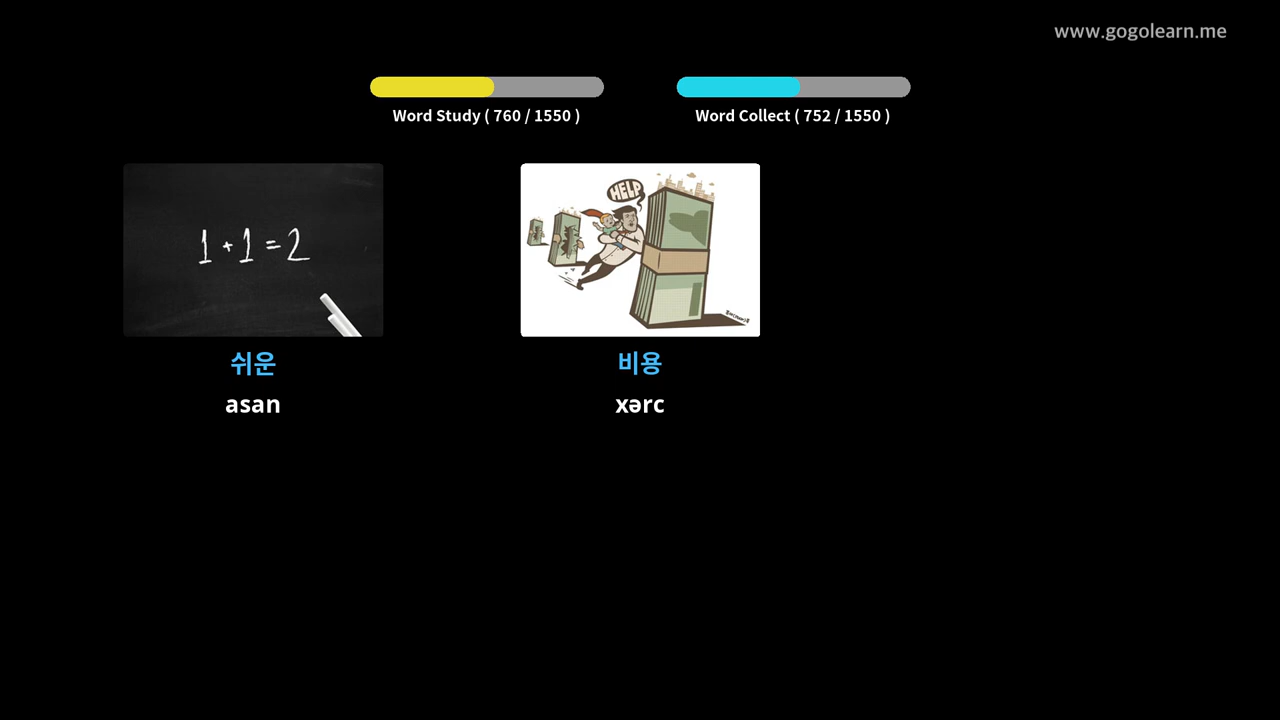 www.gogolearn.me
Word Study ( 760 / 1550 )
Word Collect ( 752 / 1550 )
1 + 1 = 2
HELP
쉬운
비용
asan
xərc